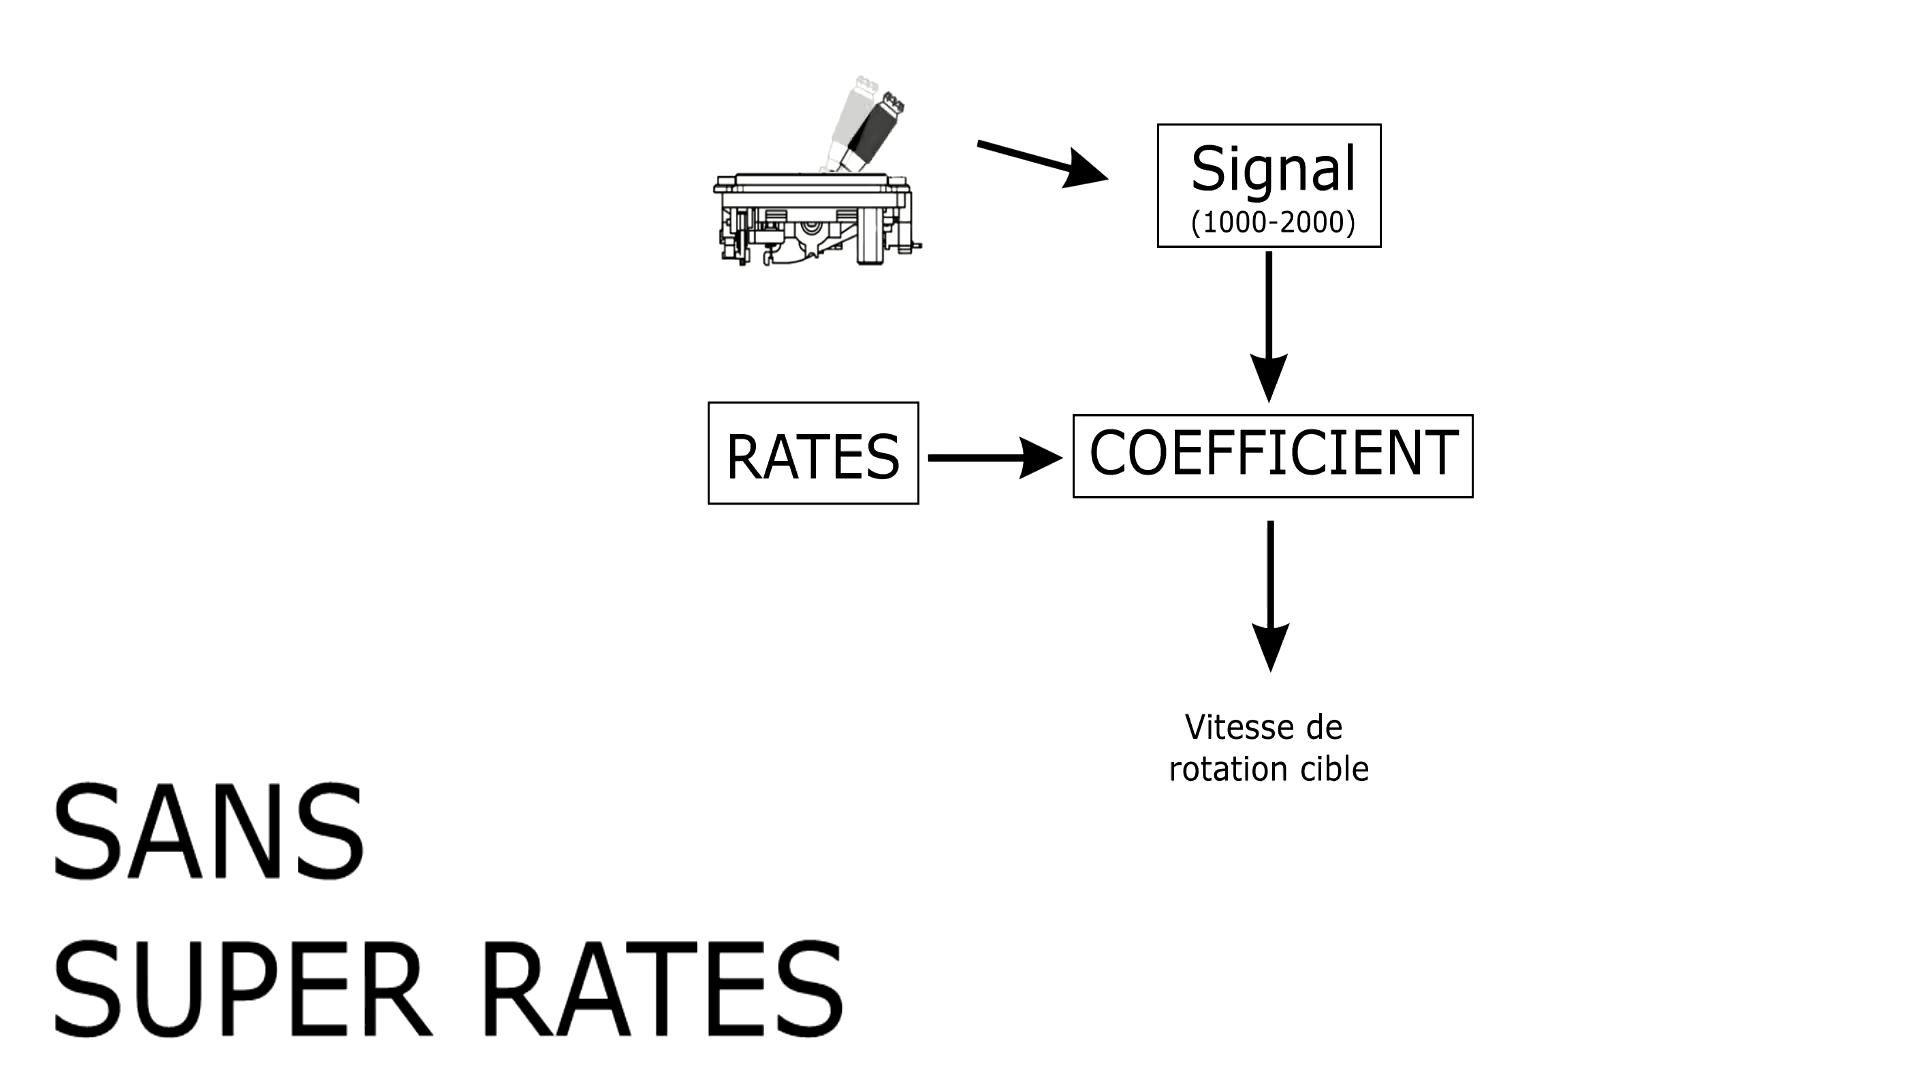 Signal
(1000-2000)
RATES
COEFFICIENT
Vitesse de
rotation cible
SANS
SUPER RATES